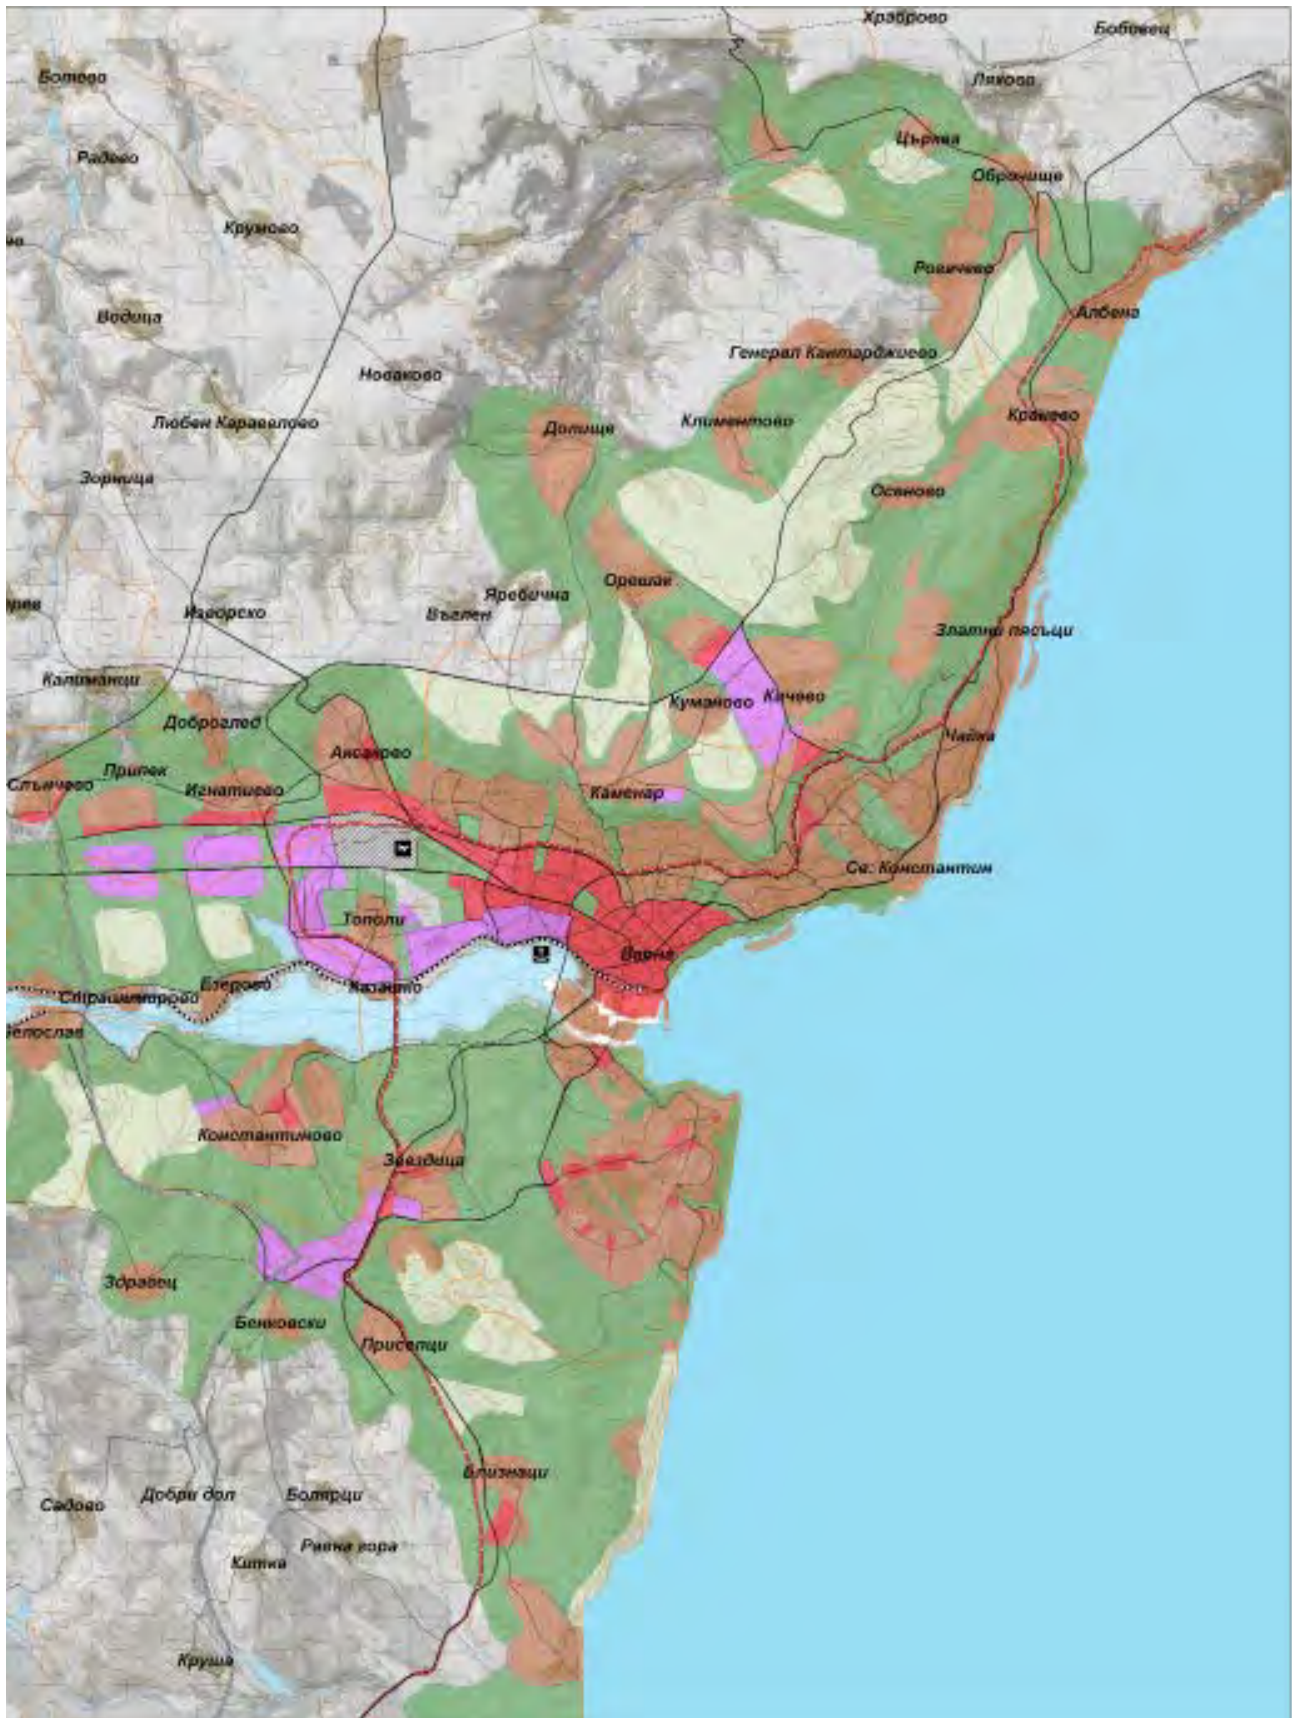 Храброво
Бобовец
Ботево
Ляхово
Църква
Радево
Оброчище
Крумово
Рогачево
Албена
Водица
Генерал Кантарджиево
Новаково
Кранево
Климентово
Любен Каравелово
Долище
Зорница
Осеново
Орешак
Яребична
Изворско
Въглен
Златни пясъци
Калиманци
Куманово
Кичево
Доброглед
Чайка
Аксаково
Припек
Слънчево
Игнатиево
Каменар
Св. Константин
Тополи
Варна
Езерово
Казашко
Страшимирово
Белослав
Константиново
Звездица
Здравец
Бенковски
Приселци
Близнаци
Добри дол
Болярци
Садово
Равна гора
Китка
Круша